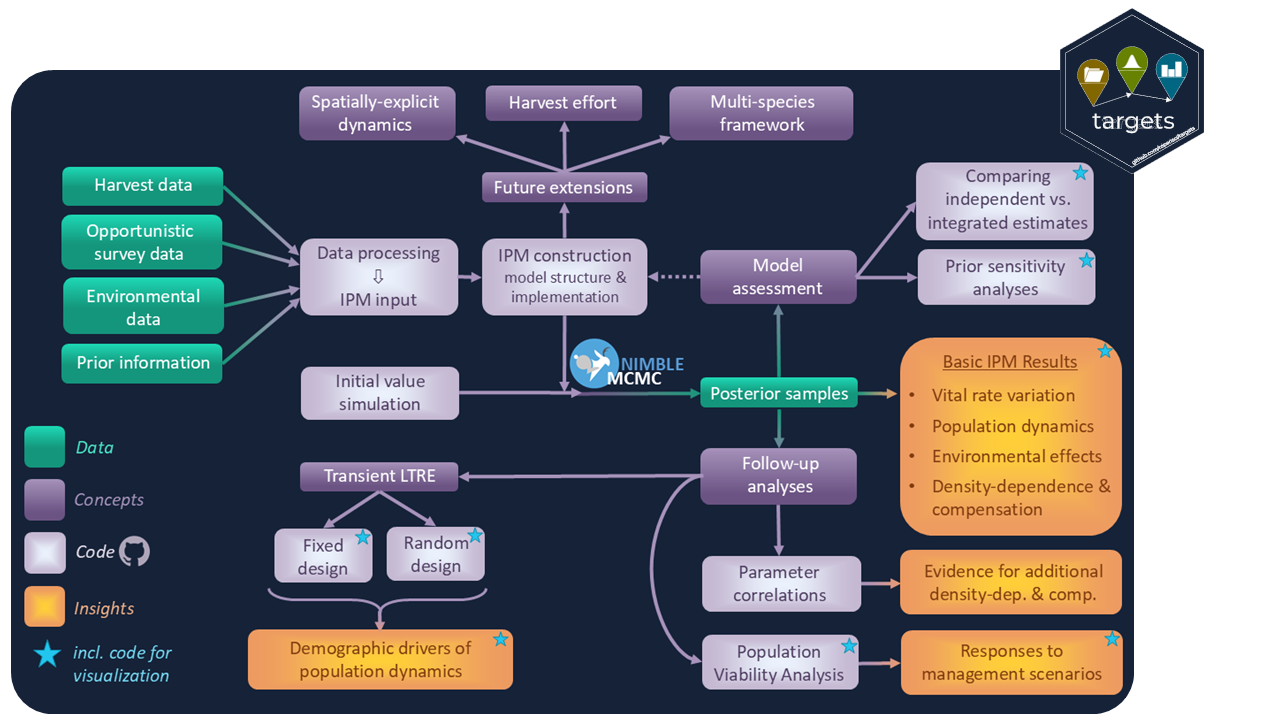 targets
github.com/ropensci/targets
Spatially-explicit
dynamics
Harvest effort
Multi-species
framework
Future extensions
Harvest data
Opportunistic
survey data
Environmental
data
Prior information
Data processing
⇩
IPM input
IPM construction
model structure &
implementation
Model
assessment
Comparing
independent vs.
integrated estimates
Prior sensitivity
analyses
Initial value
simulation
NIMBLE
MCMC
Posterior samples
Basic IPM Results
• Vital rate variation
• Population dynamics
• Environmental effects
• Density-dependence &
compensation
Follow-up
analyses
Transient LTRE
Fixed
design
Random
design
Demographic drivers of
population dynamics
Parameter
correlations
Evidence for additional
density-dep. & comp.
Population
Viability Analysis
Responses to
management scenarios
Data
Concepts
Code
Insights
incl. code for
visualization